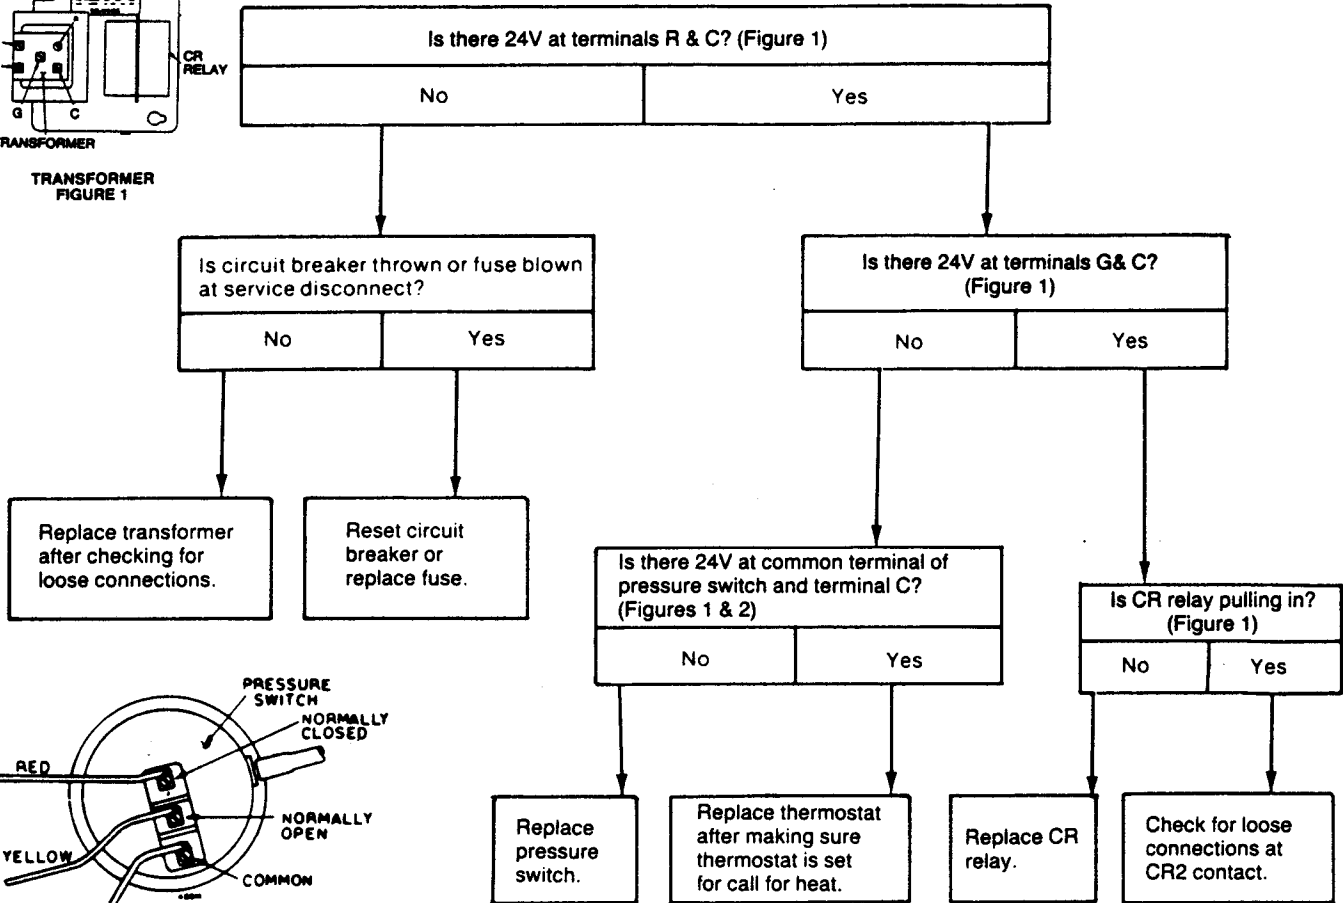 CR
RELAY
G C
RANSFORMER
TRANSFORMER
FIGURE 1
Is there 24V at terminals R & C? (Figure 1)
No Yes
Is circuit breaker thrown or fuse blown
at service disconnect?
No Yes
Is there 24V at terminals G& C?
(Figure 1)
No Yes
Replace transformer
after checking for
loose connections.
Reset circuit
breaker or
replace fuse.
Is there 24V at common terminal of
pressure switch and terminal C?
(Figures 1 & 2)
No Yes
Is CR relay pulling in?
(Figure 1)
No Yes
PRESSURE
SWITCH
NORMALLY
CLOSED
RED
NORMALLY
OPEN
YELLOW
COMMON
Replace
pressure
switch.
Replace thermostat
after making sure
thermostat is set
for call for heat.
Replace CR
relay.
Check for loose
connections at
CR2 contact.